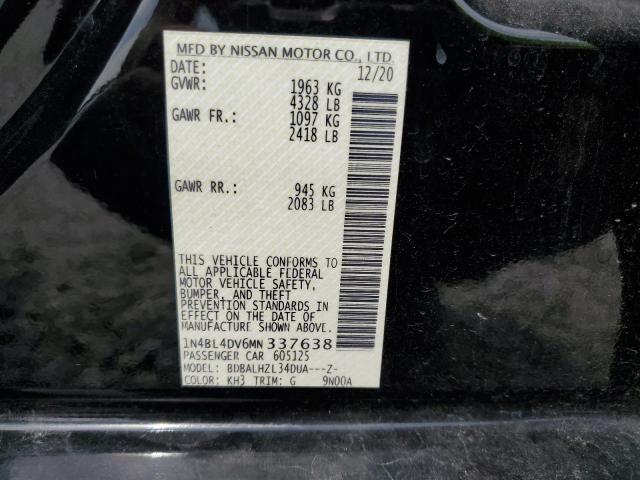 MFD BY NISSAN MOTOR CO., LTD.
DATE: 12/20
GVWR: 1963 KG
4328 LB
GAWR FR.: 1097 KG
2418 LB
GAWR RR.: 945 KG
2083 LB
THIS VEHICLE CONFORMS TO
ALL APPLICABLE FEDERAL
MOTOR VEHICLE SAFETY,
BUMPER, AND THEFT
PREVENTION STANDARDS IN
EFFECT ON THE DATE OF
MANUFACTURE SHOWN ABOVE.
1N4BL4DV6MN337638
PASSENGER CAR 605125
MODEL: BDBALHZL34DUA---Z-
COLOR: KH3 TRIM: G 9N00A